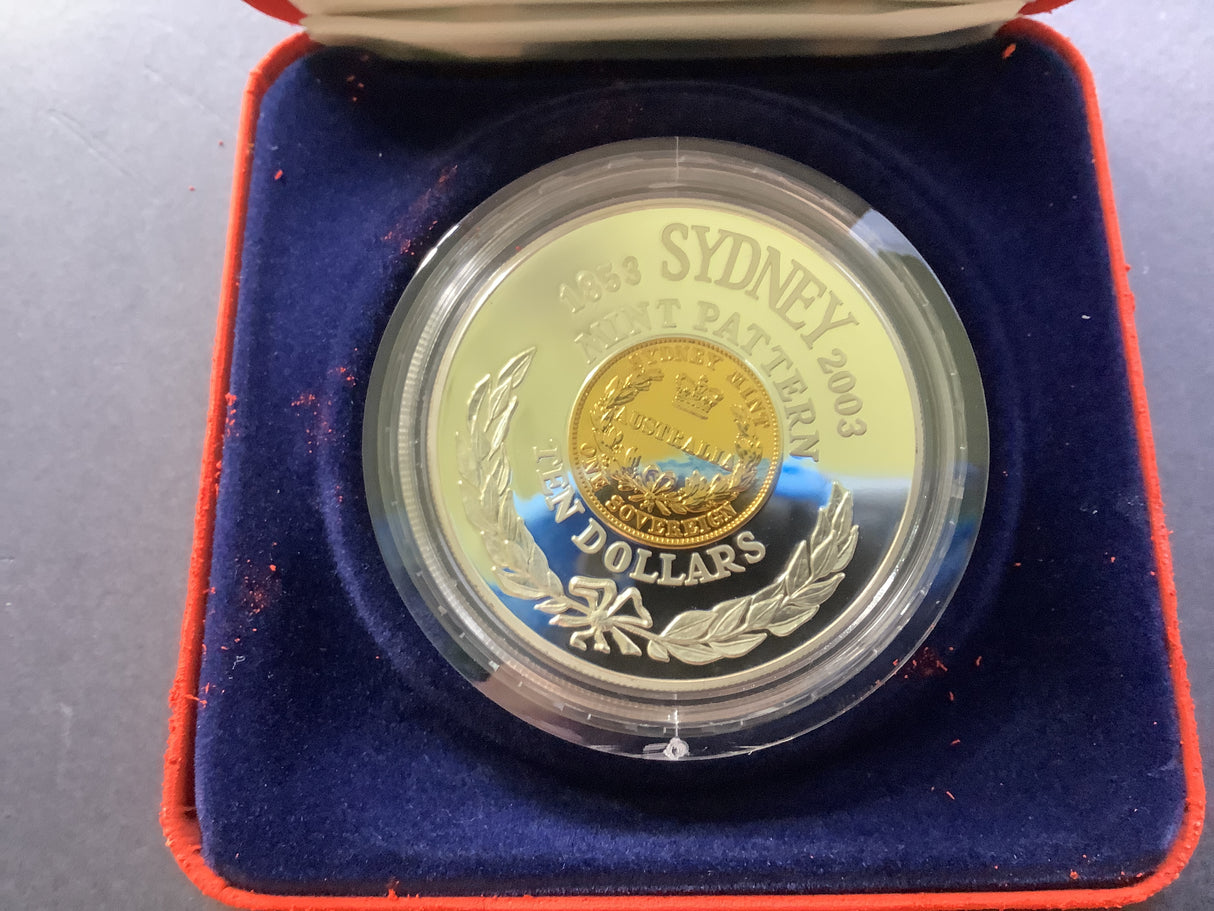 1853 SYDNEY 2003
MINT PATTERN
SYDNEY MINT
AUSTRALIA
ONE SOVEREIGN
TEN DOLLARS